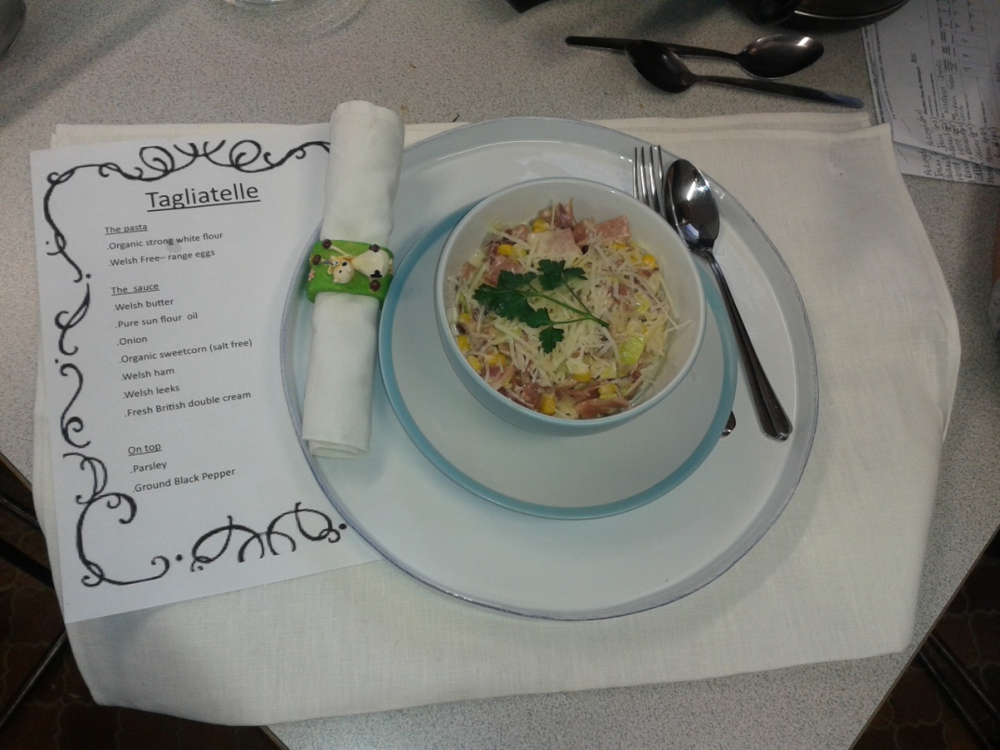 Tagliatelle
The pasta
.Organic strong white flour
.Welsh Free– range eggs
The sauce
.Welsh butter
.Pure sun flour oil
.Onion
.Organic sweetcorn (salt free)
.Welsh ham
.Welsh leeks
.Fresh British double cream
On top
.Parsley
.Ground Black Pepper